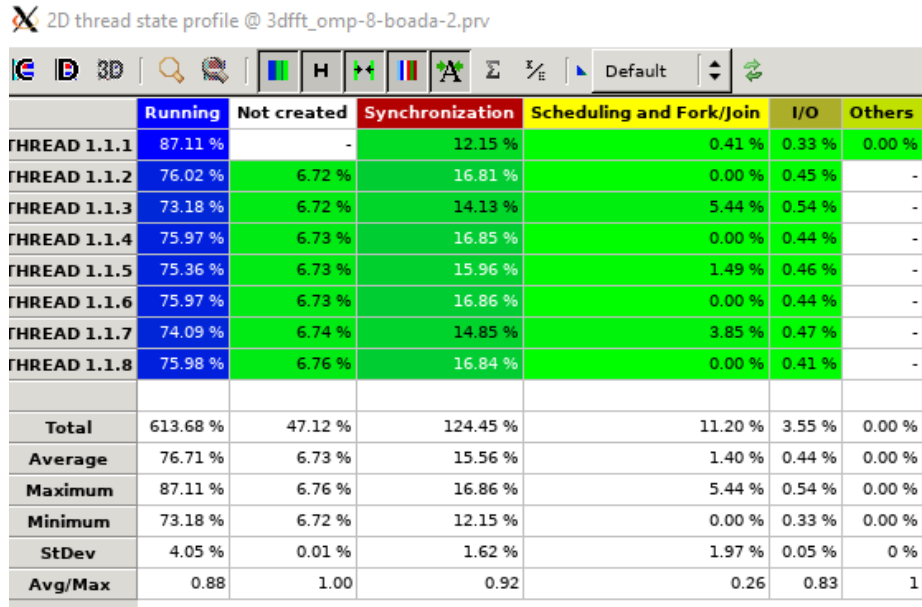 2D thread state profile @ 3dfft_omp-8-boada-2.prv
3D H Σ Default
Running Not created Synchronization Scheduling and Fork/Join I/O Others
THREAD 1.1.1 87.11 % - 12.15 % 0.41 % 0.33 % 0.00 %
THREAD 1.1.2 76.02 % 6.72 % 16.81 % 0.00 % 0.45 % -
THREAD 1.1.3 73.18 % 6.72 % 14.13 % 5.44 % 0.54 % -
THREAD 1.1.4 75.97 % 6.73 % 16.85 % 0.00 % 0.44 % -
THREAD 1.1.5 75.36 % 6.73 % 15.96 % 1.49 % 0.46 % -
THREAD 1.1.6 75.97 % 6.73 % 16.86 % 0.00 % 0.44 % -
THREAD 1.1.7 74.09 % 6.74 % 14.85 % 3.85 % 0.47 % -
THREAD 1.1.8 75.98 % 6.76 % 16.84 % 0.00 % 0.41 % -
Total 613.68 % 47.12 % 124.45 % 11.20 % 3.55 % 0.00 %
Average 76.71 % 6.73 % 15.56 % 1.40 % 0.44 % 0.00 %
Maximum 87.11 % 6.76 % 16.86 % 5.44 % 0.54 % 0.00 %
Minimum 73.18 % 6.72 % 12.15 % 0.00 % 0.33 % 0.00 %
StDev 4.05 % 0.01 % 1.62 % 1.97 % 0.05 % 0 %
Avg/Max 0.88 1.00 0.92 0.26 0.83 1